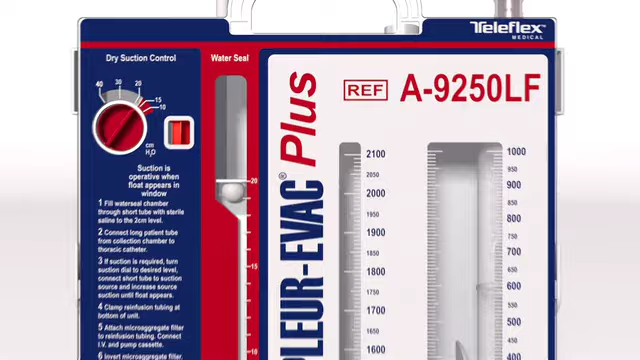 Teleflex™
MEDICAL
Dry Suction Control
Water Seal
40
30
20
15
10
cm
H₂O
Suction is
operative when
float appears in
window
1 Fill waterseal chamber
through short tube with sterile
saline to the 2cm level.
2 Connect long patient tube
from collection chamber to
thoracic catheter.
3 If suction is required, turn
suction dial to desired level,
connect short tube to suction
source and increase source
suction until float appears.
4 Clamp reinfusion tubing at
bottom of unit.
5 Attach microaggregate filter
to reinfusion tubing. Connect
I.V. and pump cassette.
6 Invert microaggregate filter.
20
15
10
PLEUR-EVAC® Plus
REF A-9250LF
2100
2050
2000
1950
1900
1850
1800
1750
1700
1650
1600
1000
950
900
850
800
750
700
650
600
550
500
450
400